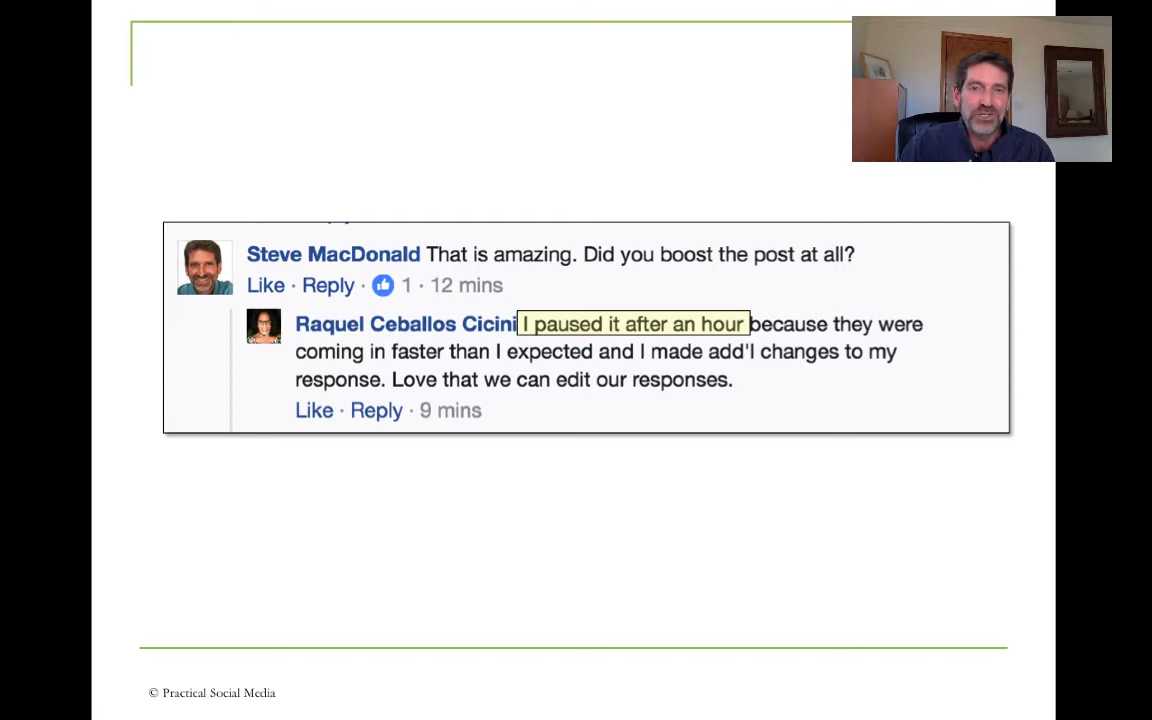 Steve MacDonald That is amazing. Did you boost the post at all?
Like · Reply · 1 · 12 mins
Raquel Ceballos Cicini I paused it after an hour because they were
coming in faster than I expected and I made add'l changes to my
response. Love that we can edit our responses.
Like · Reply · 9 mins
© Practical Social Media